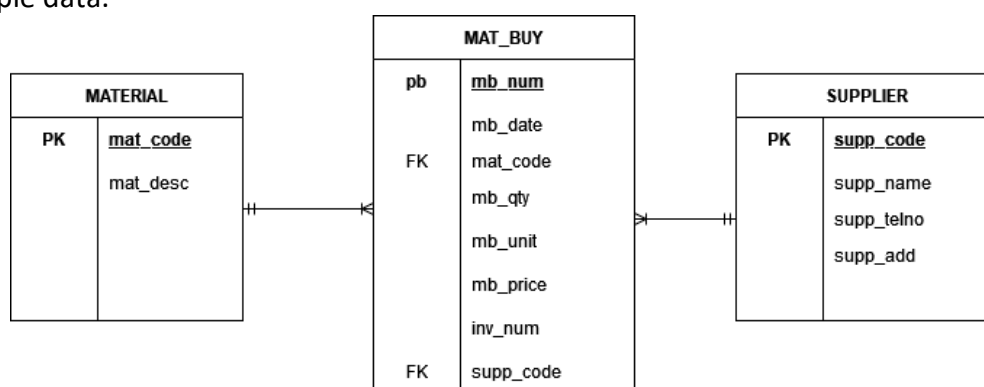 data:
MAT_BUY
pb mb_num
mb_date
FK mat_code
mb_qty
mb_unit
mb_price
inv_num
FK supp_code
MATERIAL
PK mat_code
mat_desc
SUPPLIER
PK supp_code
supp_name
supp_telno
supp_add